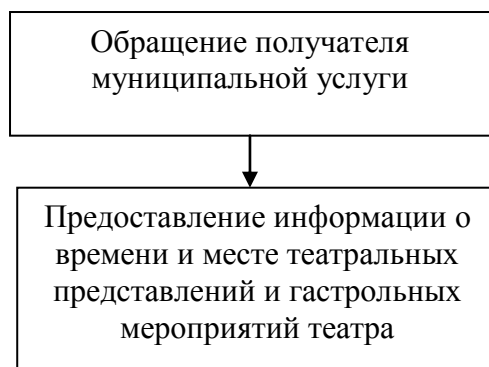 Обращение получателя
муниципальной услуги
Предоставление информации о
времени и месте театральных
представлений и гастрольных
мероприятий театра